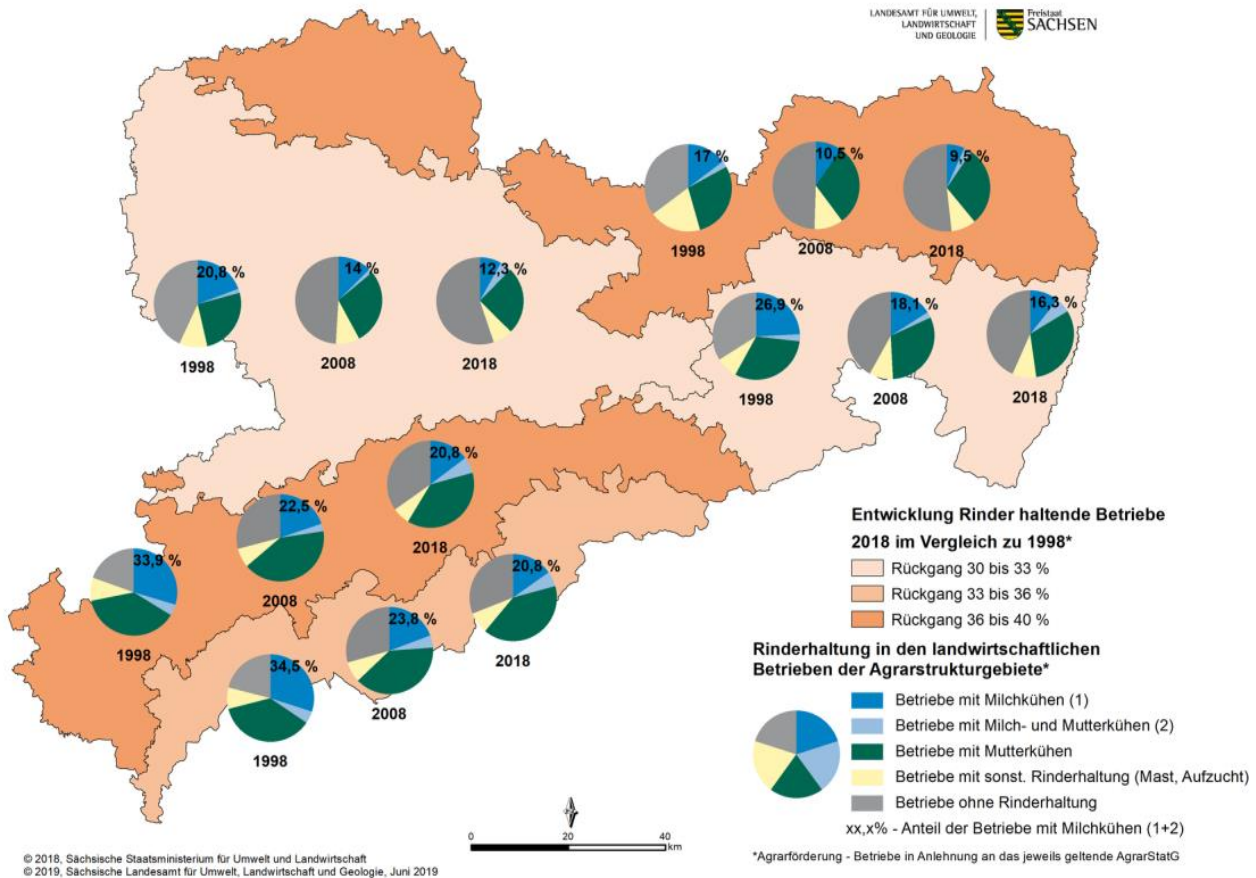 LANDESAMT FÜR UMWELT,
LANDWIRTSCHAFT
UND GEOLOGIE
Freistaat
SACHSEN
17 %
1998
10,5 %
2008
9,5 %
2018
20,8 %
1998
14 %
2008
12,3 %
2018
26,9 %
1998
18,1 %
2008
16,3 %
2018
33,9 %
1998
22,5 %
2008
20,8 %
2018
34,5 %
1998
23,8 %
2008
20,8 %
2018
Entwicklung Rinder haltende Betriebe
2018 im Vergleich zu 1998*
Rückgang 30 bis 33 %
Rückgang 33 bis 36 %
Rückgang 36 bis 40 %
Rinderhaltung in den landwirtschaftlichen
Betrieben der Agrarstrukturgebiete*
Betriebe mit Milchkühen (1)
Betriebe mit Milch- und Mutterkühen (2)
Betriebe mit Mutterkühen
Betriebe mit sonst. Rinderhaltung (Mast, Aufzucht)
Betriebe ohne Rinderhaltung
xx,x% - Anteil der Betriebe mit Milchkühen (1+2)
*Agrarförderung - Betriebe in Anlehnung an das jeweils geltende AgrarStatG
0 20 40
km
© 2018, Sächsische Staatsministerium für Umwelt und Landwirtschaft
© 2019, Sächsische Landesamt für Umwelt, Landwirtschaft und Geologie, Juni 2019